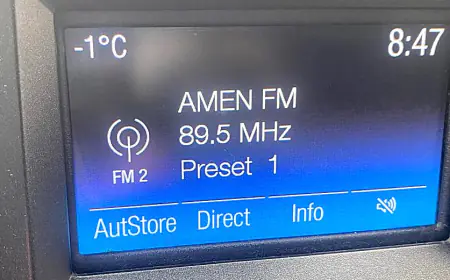 -1°C
8:47
AMEN FM
89.5 MHz
FM 2
Preset 1
AutStore Direct Info